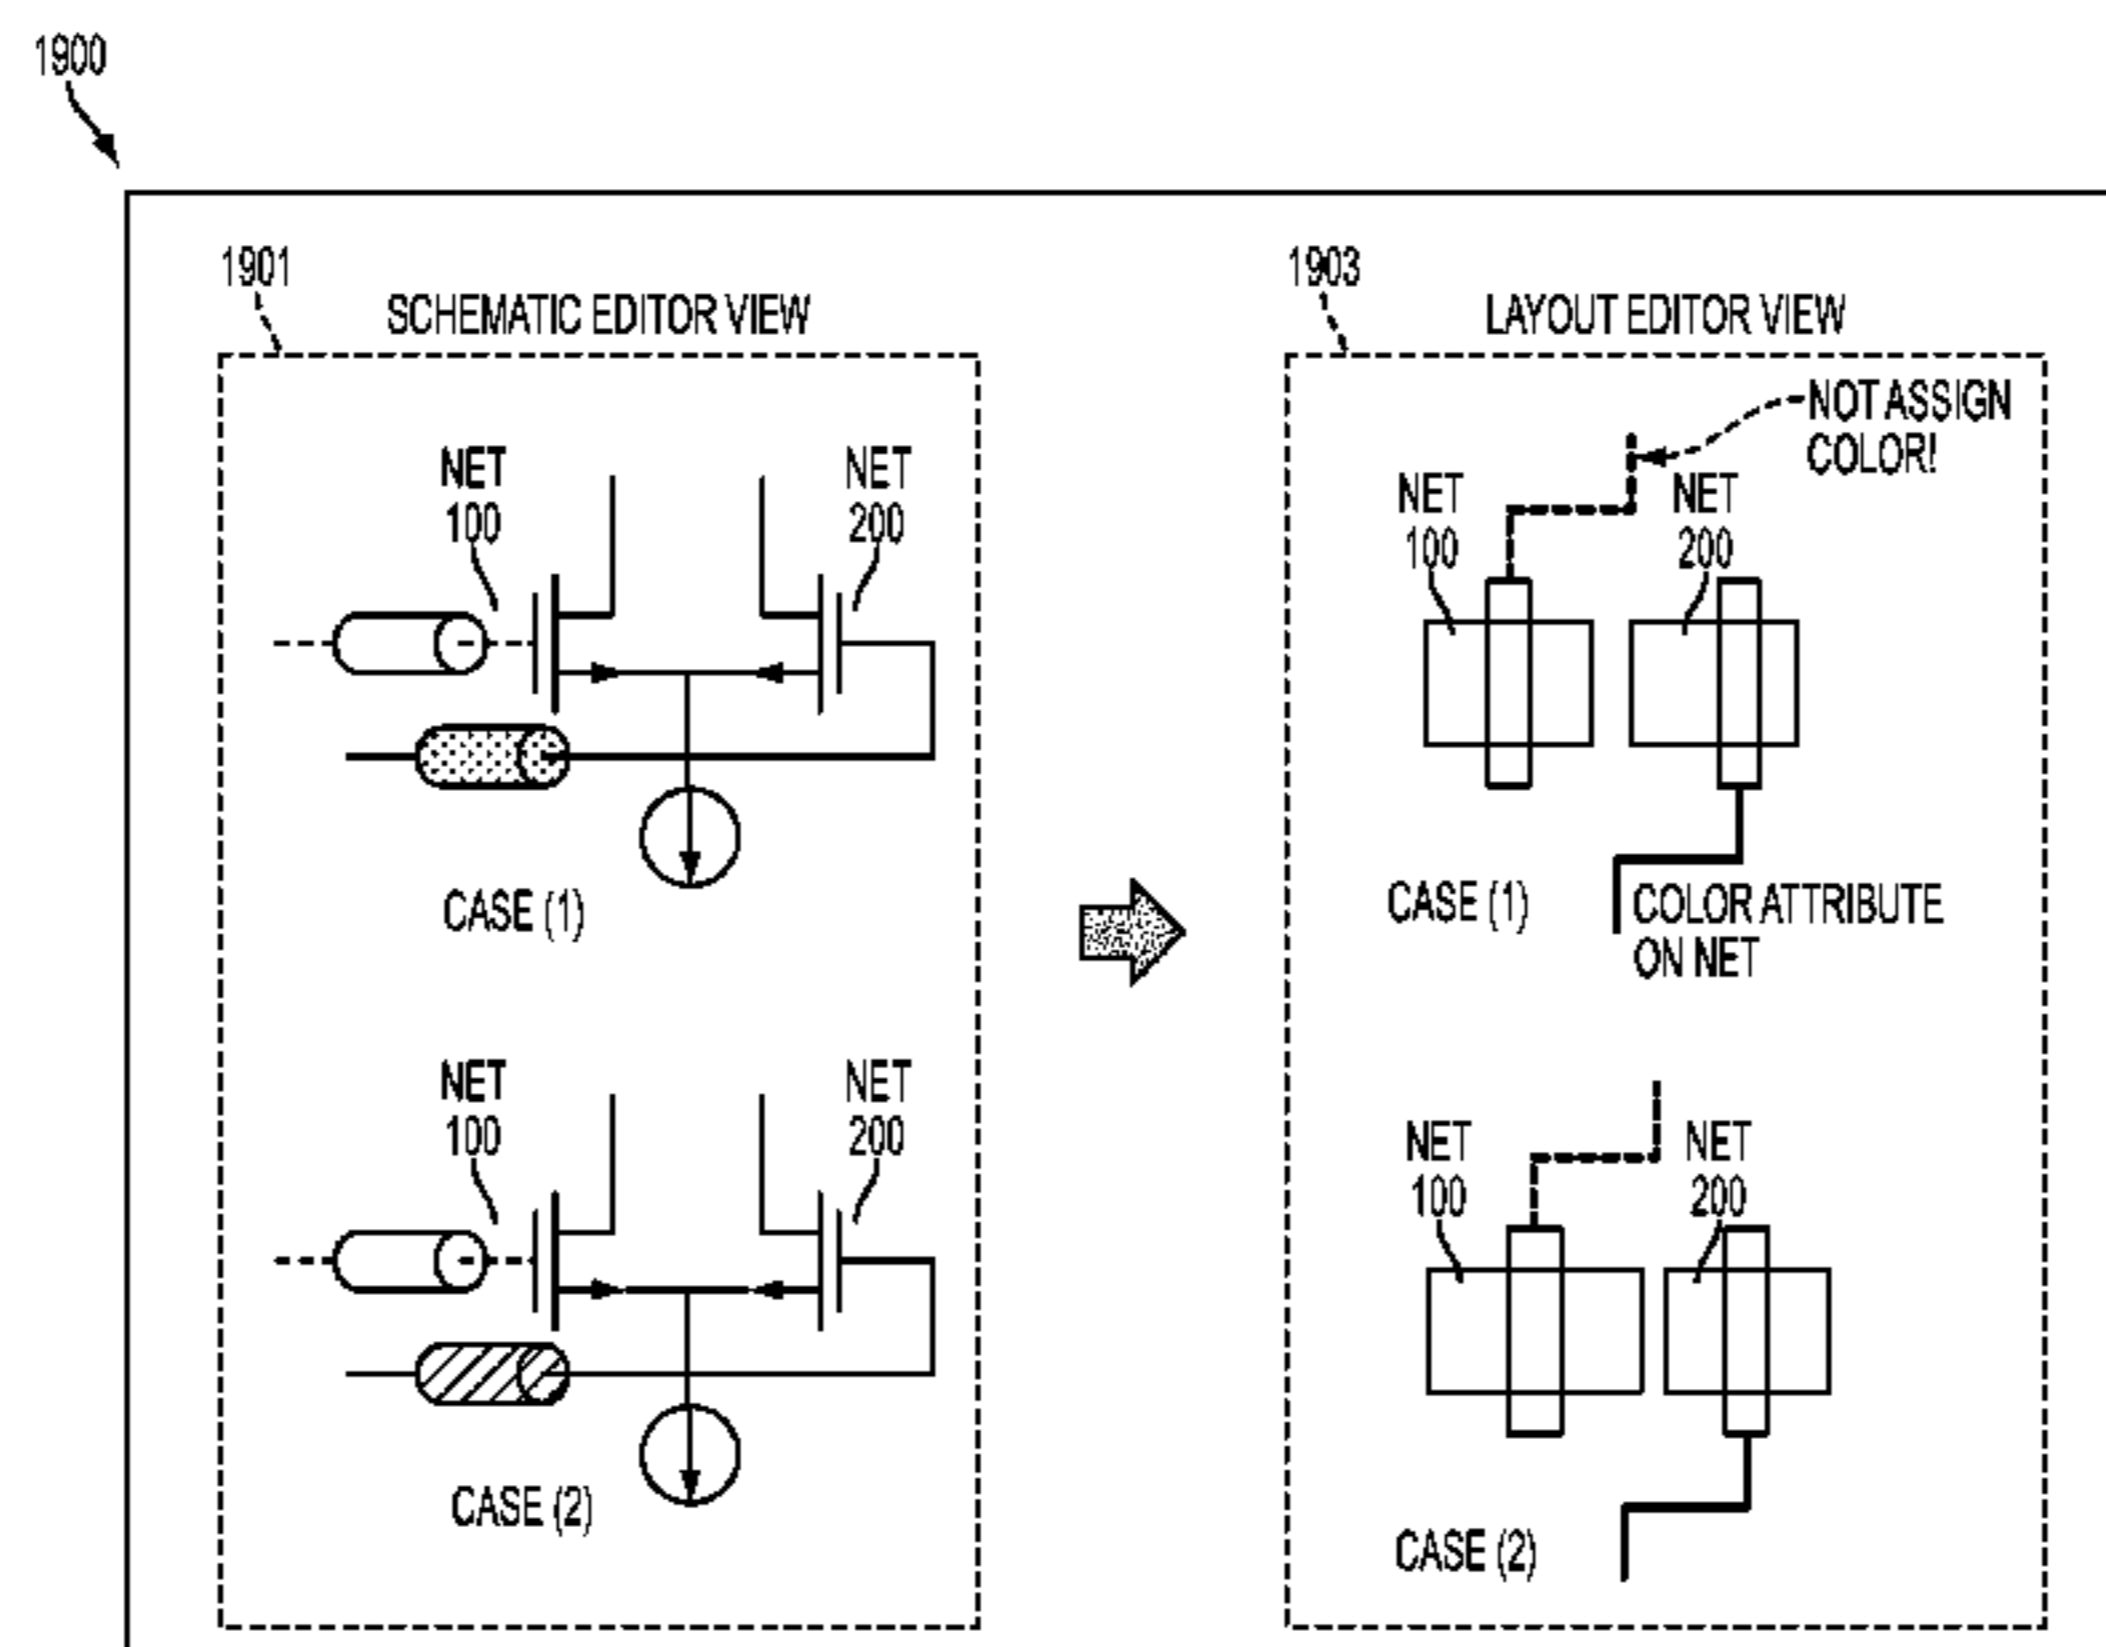 1900
1901
SCHEMATIC EDITOR VIEW
NET
100
NET
200
CASE (1)
NET
100
NET
200
CASE (2)
1903
LAYOUT EDITOR VIEW
NOT ASSIGN
COLOR!
NET
100
NET
200
CASE (1)
COLOR ATTRIBUTE
ON NET
NET
100
NET
200
CASE (2)